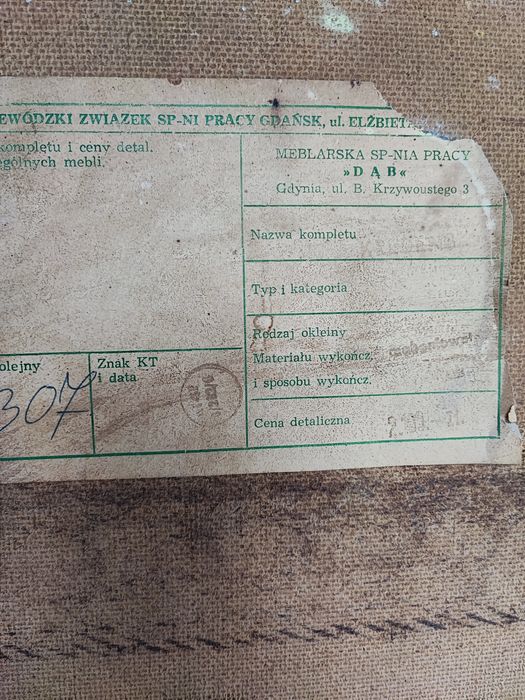 EWÓDZKI ZWIĄZEK SP-NI PRACY GDAŃSK, ul. ELŻBIET
kompletu i ceny detal.
ególnych mebli.
MEBLARSKA SP-NIA PRACY
»DĄB«
Gdynia, ul. B. Krzywoustego 3
Nazwa kompletu
Typ i kategoria
Rodzaj okleiny
Materiału wykończ.
i sposobu wykończ.
olejny
Znak KT
i data
307
Cena detaliczna